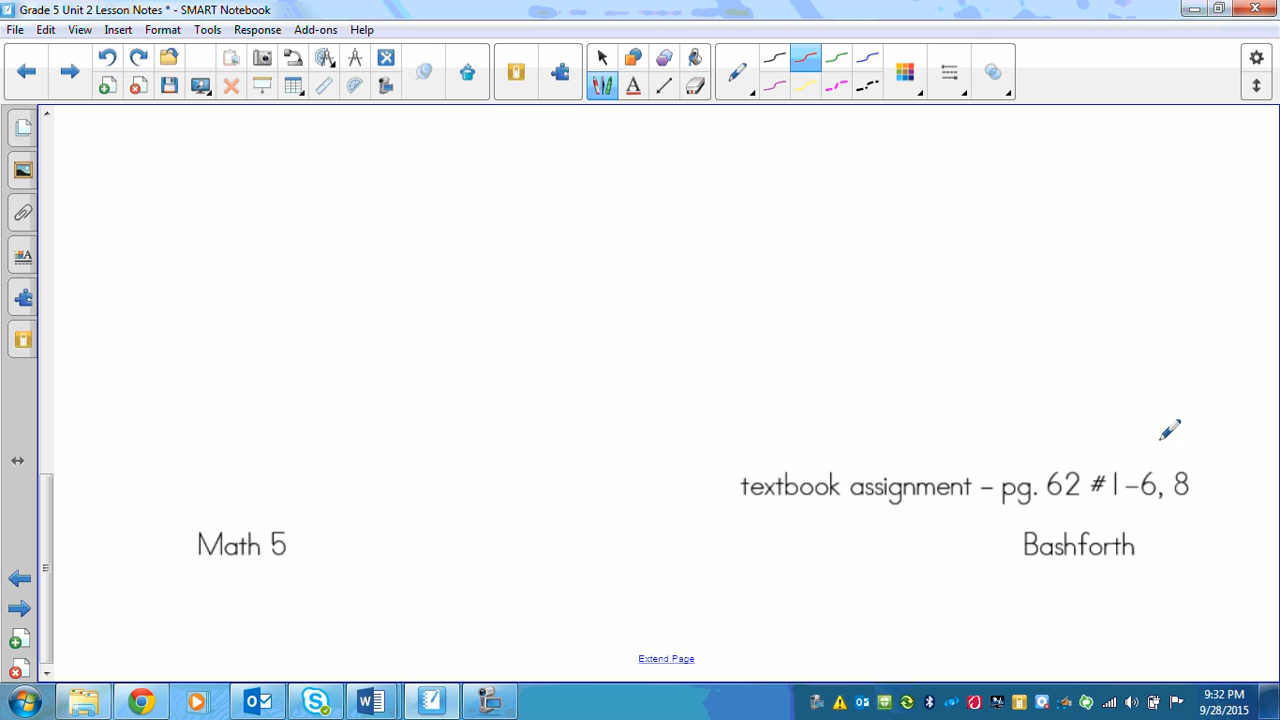 Grade 5 Unit 2 Lesson Notes * - SMART Notebook
File Edit View Insert Format Tools Response Add-ons Help
textbook assignment – pg. 62 #1–6, 8
Math 5 Bashforth
Extend Page
9:32 PM
9/28/2015